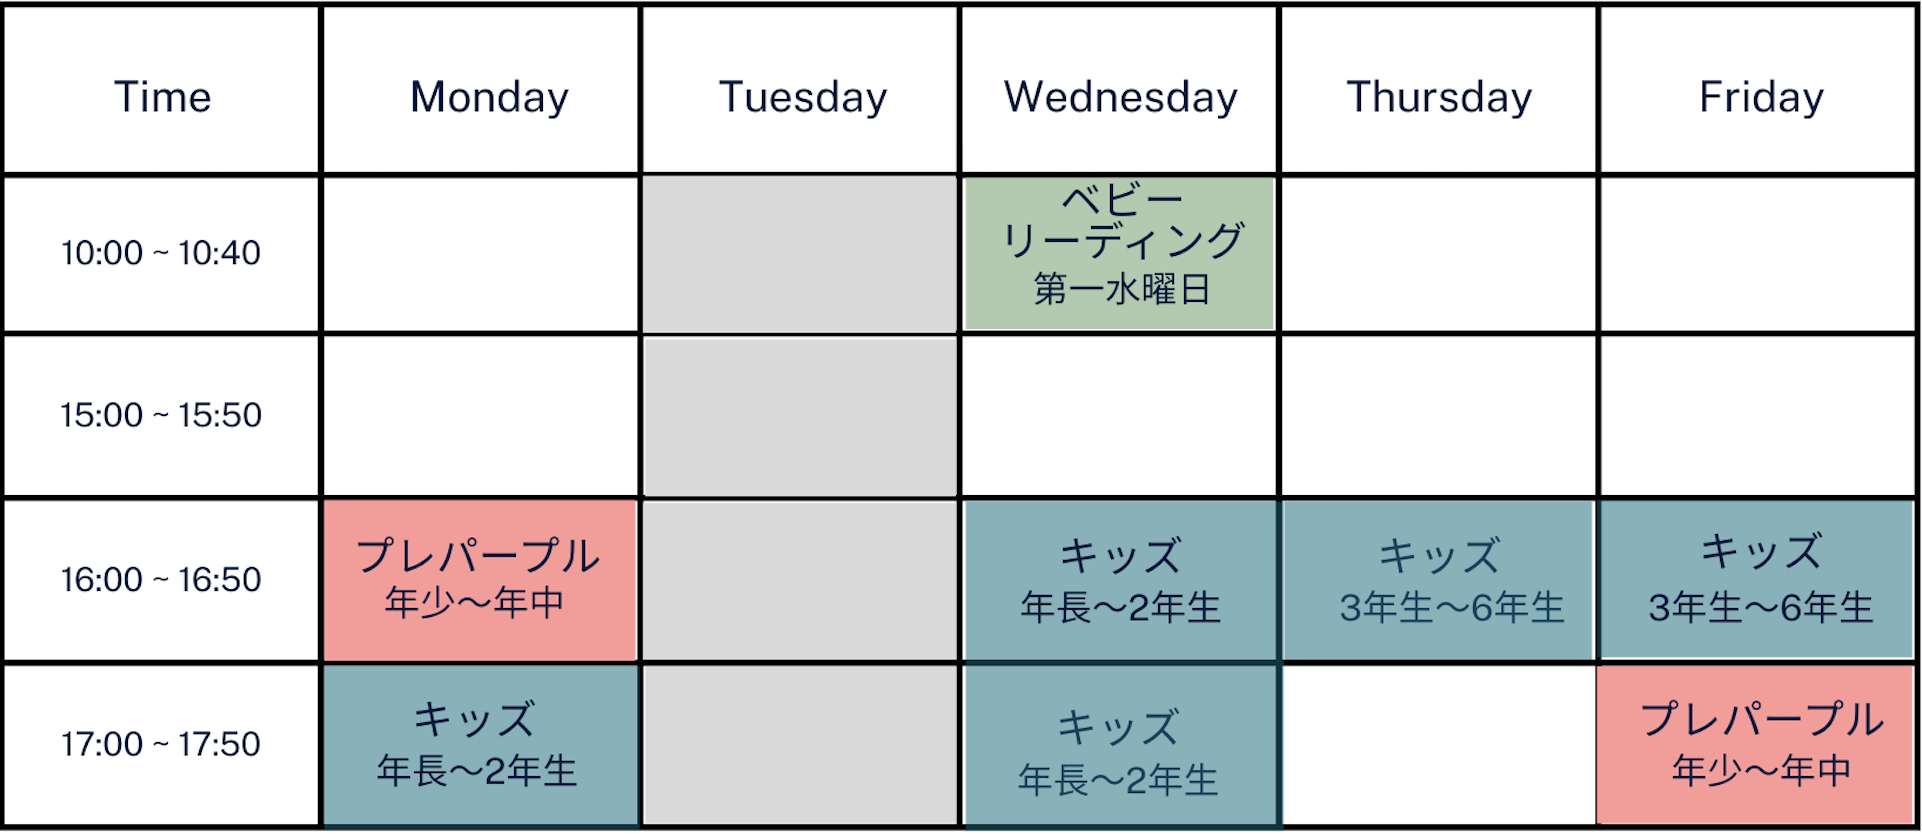 Time Monday Tuesday Wednesday Thursday Friday
10:00 ~ 10:40
ベビー
リーディング
第一水曜日
15:00 ~ 15:50
16:00 ~ 16:50
プレパープル
年少～年中
キッズ
年長～2年生
キッズ
3年生～6年生
キッズ
3年生～6年生
17:00 ~ 17:50
キッズ
年長～2年生
キッズ
年長～2年生
プレパープル
年少～年中